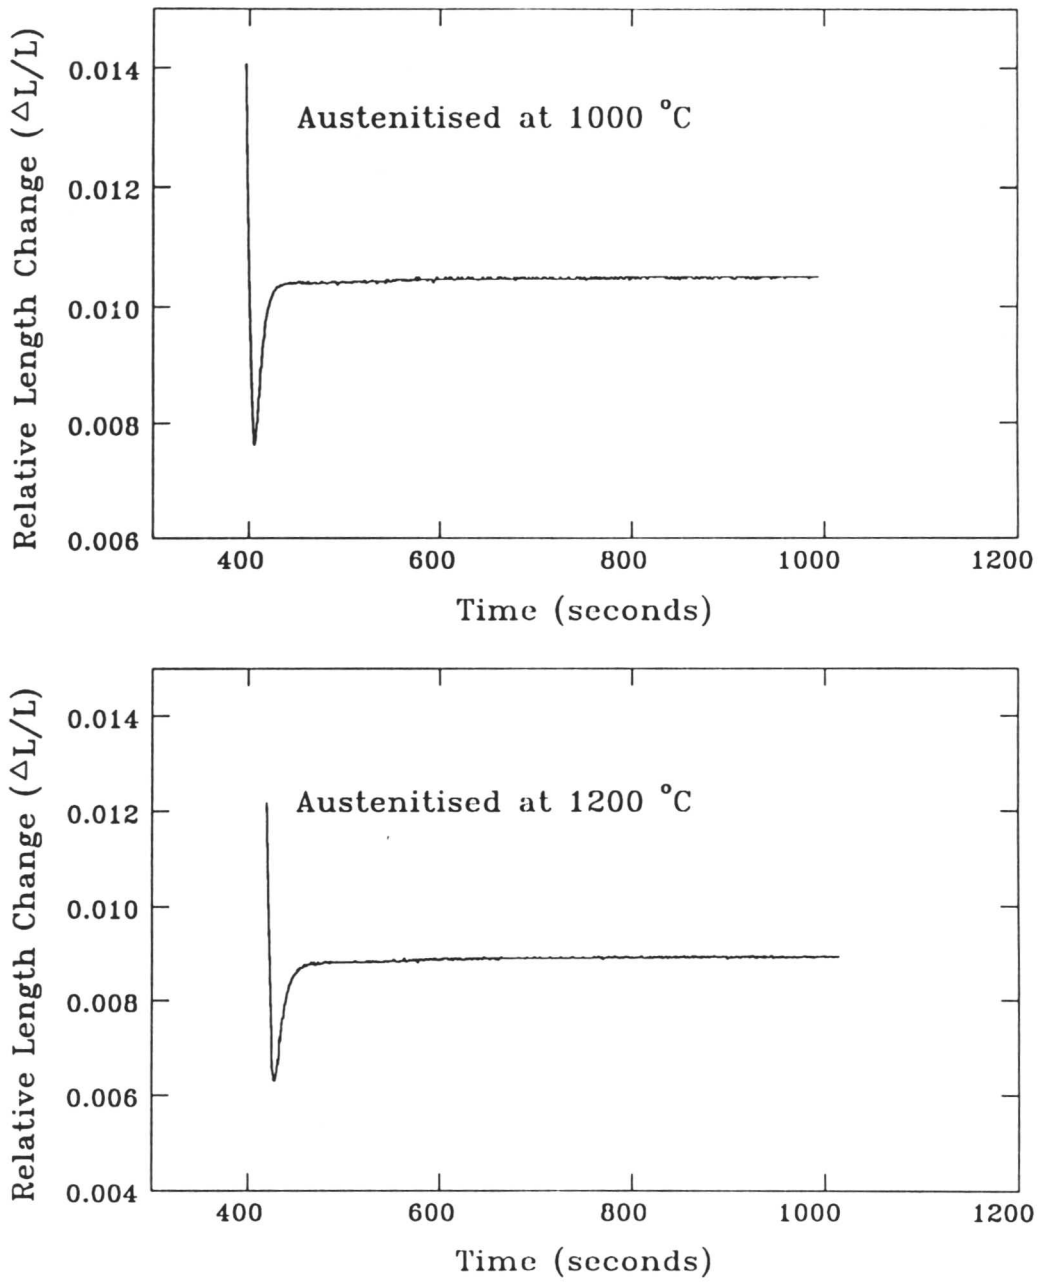 Relative Length Change (△L/L)
0.014
0.012
0.010
0.008
0.006
Austenitised at 1000 °C
400 600 800 1000 1200
Time (seconds)
Relative Length Change (△L/L)
0.014
0.012
0.010
0.008
0.006
0.004
Austenitised at 1200 °C
400 600 800 1000 1200
Time (seconds)